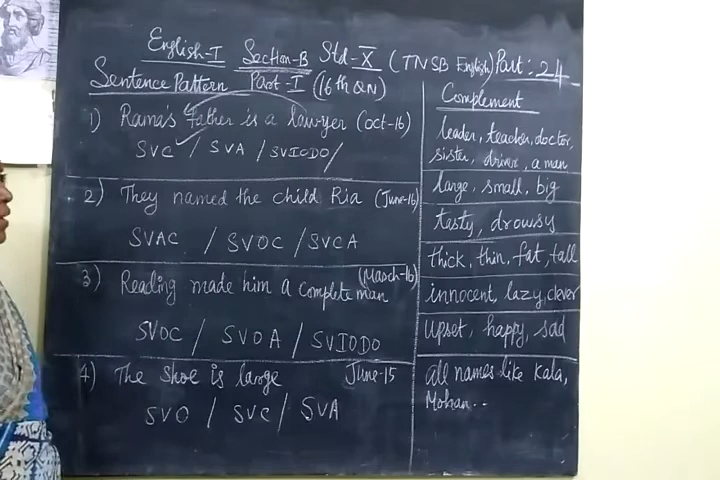 English-I Section-B Std-X (TNSB English) Part: 24
Sentence Pattern Part-I (16th QN)
1) Rama's Father is a lawyer (Oct-16)
SVC / SVA / SVIODO/
2) They named the child Ria (June-16)
SVAC / SVOC / SVCA
3) Reading made him a complete man (March-16)
SVOC / SVOA / SVIODO
4) The shoe is large June-15
SVO / SVC / SVA
Complement
leader, teacher, doctor,
sister, driver, a man
large, small, big
tasty, drowsy
thick, thin, fat, tall
innocent, lazy, clever
upset, happy, sad
all names like Kala,
Mohan..